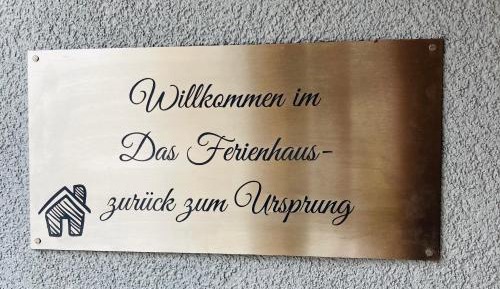 Willkommen im
Das Ferienhaus-
zurück zum Ursprung